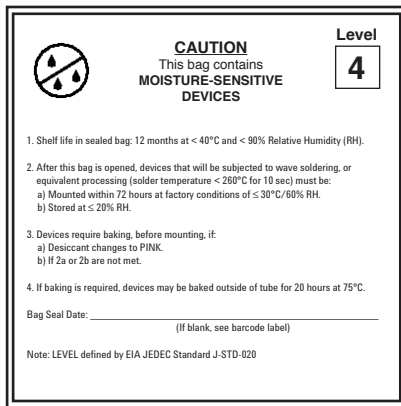 Level
4
CAUTION
This bag contains
MOISTURE-SENSITIVE
DEVICES
1. Shelf life in sealed bag: 12 months at < 40°C and < 90% Relative Humidity (RH).
2. After this bag is opened, devices that will be subjected to wave soldering, or
equivalent processing (solder temperature < 260°C for 10 sec) must be:
a) Mounted within 72 hours at factory conditions of ≤ 30°C/60% RH.
b) Stored at ≤ 20% RH.
3. Devices require baking, before mounting, if:
a) Desiccant changes to PINK.
b) If 2a or 2b are not met.
4. If baking is required, devices may be baked outside of tube for 20 hours at 75°C.
Bag Seal Date: ______________________________
(If blank, see barcode label)
Note: LEVEL defined by EIA JEDEC Standard J-STD-020